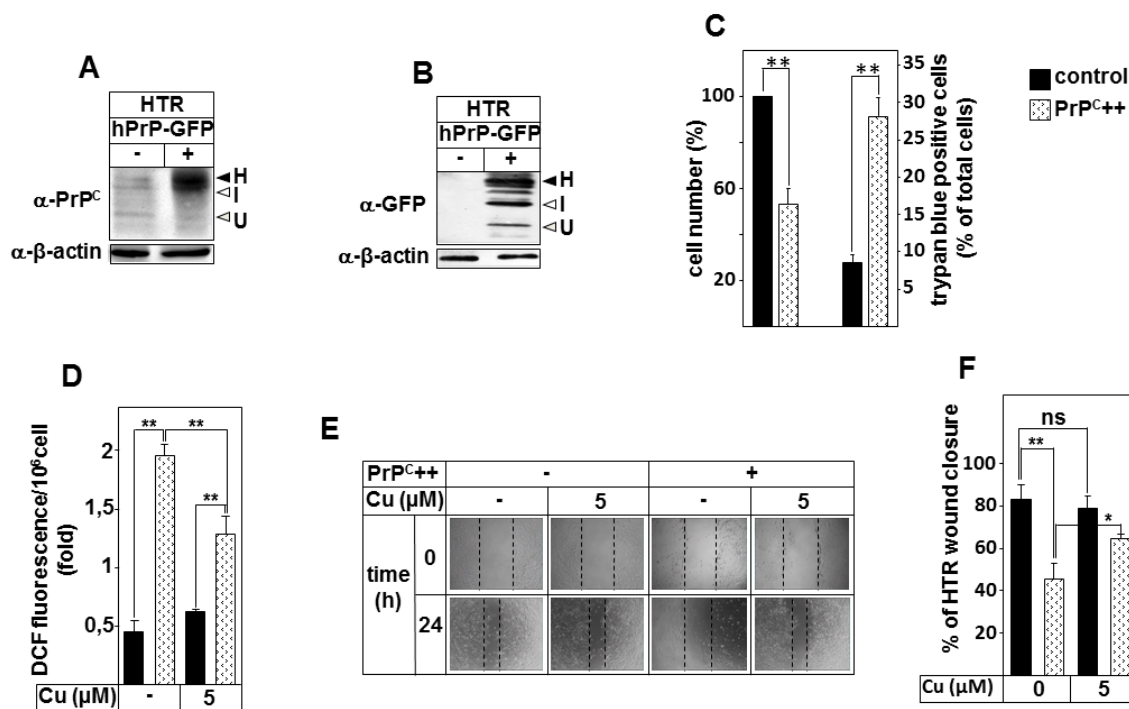 A
HTR
hPrP-GFP
- +
α-PrPᶜ
H
I
U
α-β-actin
B
HTR
hPrP-GFP
- +
α-GFP
H
I
U
α-β-actin
C
cell number (%)
100
60
20
**
**
35
30
25
20
15
10
5
trypan blue positive cells
(% of total cells)
control
PrPᶜ++
D
DCF fluorescence/10⁶cell
(fold)
2
1,5
1
0,5
**
**
**
Cu (µM) - 5
E
PrPᶜ++ - +
Cu (µM) - 5 - 5
time
(h)
0
24
F
% of HTR wound closure
100
80
60
40
20
ns
**
*
Cu (µM) 0 5